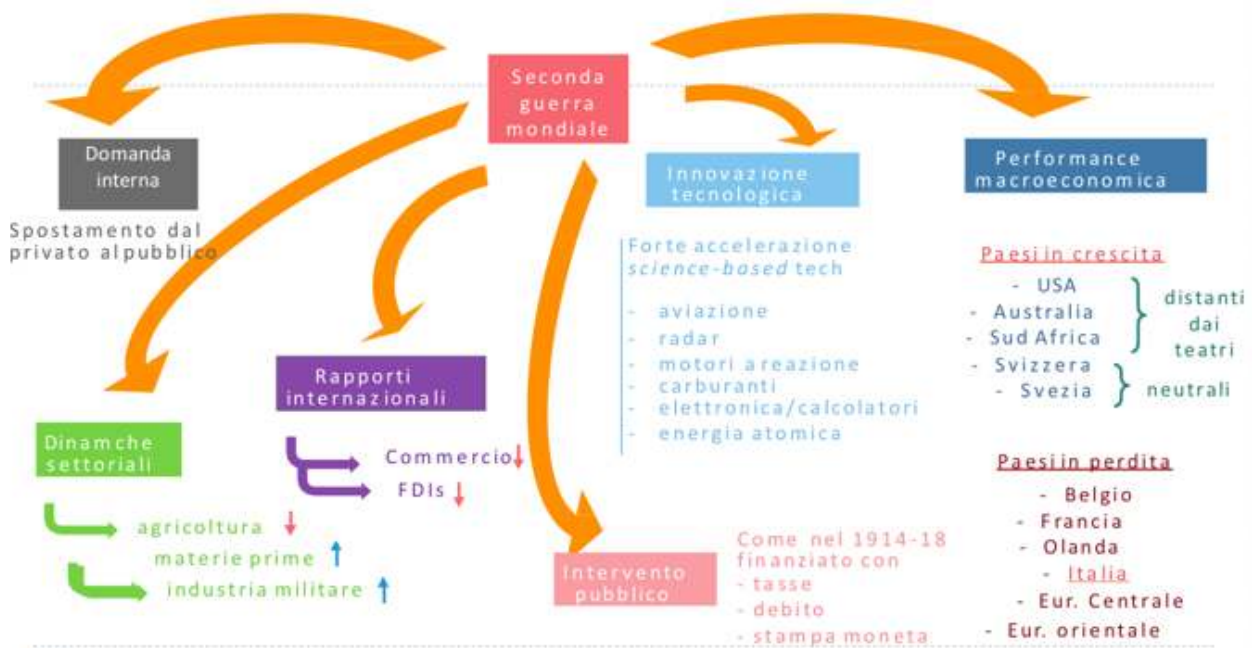 Seconda
guerra
mondiale
Domanda
interna
Spostamento dal
privato al pubblico
Dinamche
settoriali
agricoltura
materie prime
industria militare
Rapporti
internazionali
Commercio
FDIs
Intervento
pubblico
Come nel 1914-18
finanziato con
- tasse
- debito
- stampa moneta
Innovazione
tecnologica
Forte accelerazione
science-based tech
- aviazione
- radar
- motori a reazione
- carburanti
- elettronica/calcolatori
- energia atomica
Performance
macroeconomica
Paesi in crescita
- USA
- Australia
- Sud Africa
- Svizzera
- Svezia
distanti
dai
teatri
neutrali
Paesi in perdita
- Belgio
- Francia
- Olanda
- Italia
- Eur. Centrale
- Eur. orientale